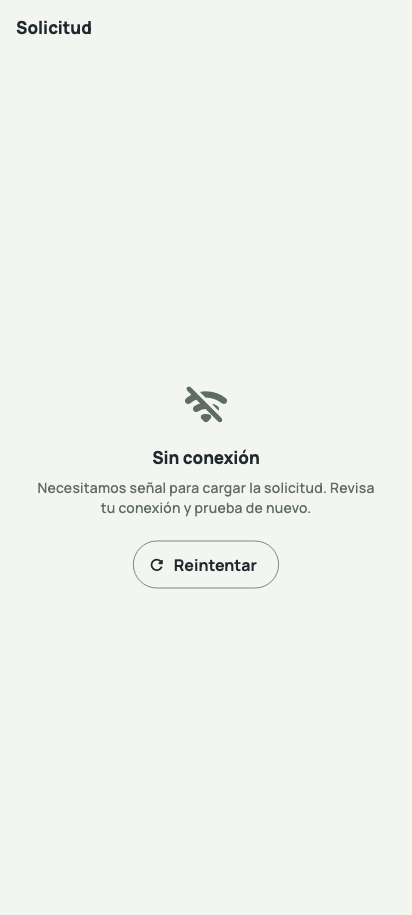 Solicitud
Sin conexión
Necesitamos señal para cargar la solicitud. Revisa
tu conexión y prueba de nuevo.
Reintentar